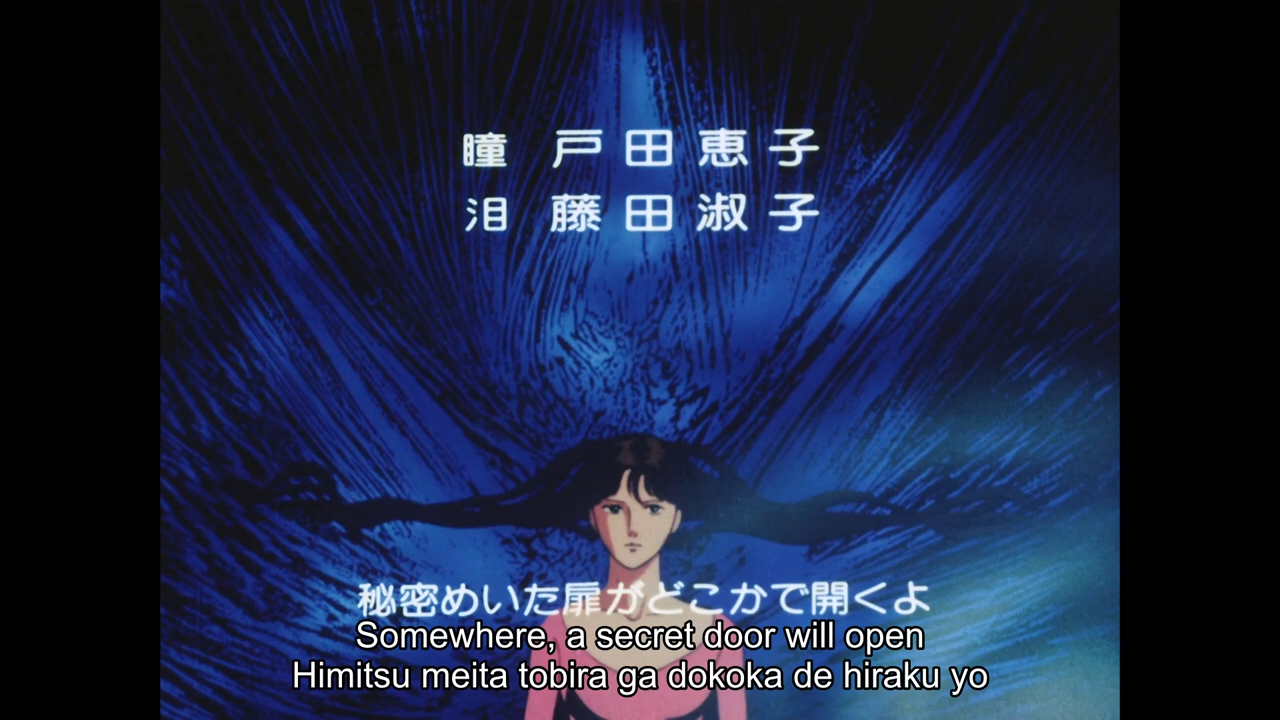 瞳 戸田恵子
泪 藤田淑子
秘密めいた扉がどこかで開くよ
Somewhere, a secret door will open
Himitsu meita tobira ga dokoka de hiraku yo